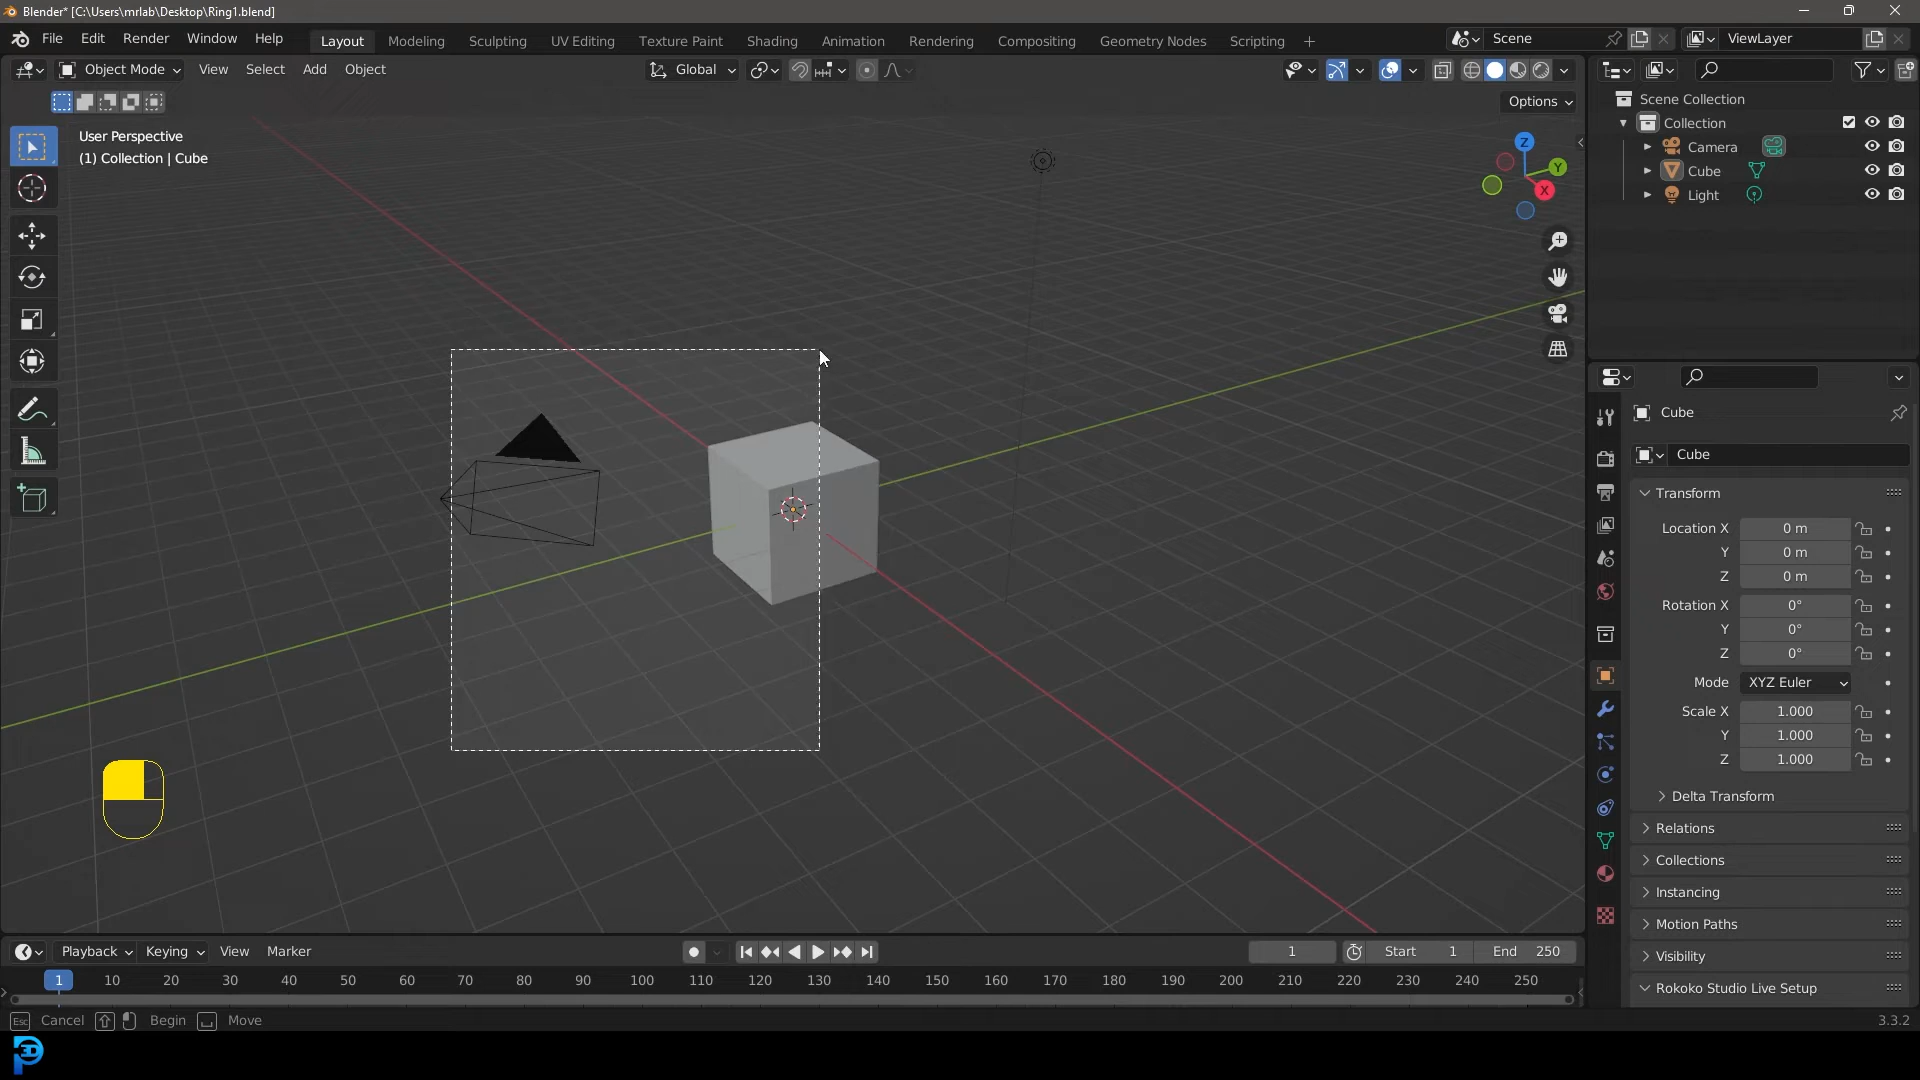 Blender* [C:\Users\mrlab\Desktop\Ring1.blend]
File Edit Render Window Help Layout Modeling Sculpting UV Editing Texture Paint Shading Animation Rendering Compositing Geometry Nodes Scripting + Scene ViewLayer
Object Mode View Select Add Object Global
Options
User Perspective
(1) Collection | Cube
Z
Y
X
Scene Collection
Collection
Camera
Cube
Light
Cube
Cube
Transform
Location X 0 m
Y 0 m
Z 0 m
Rotation X 0°
Y 0°
Z 0°
Mode XYZ Euler
Scale X 1.000
Y 1.000
Z 1.000
Delta Transform
Relations
Collections
Instancing
Motion Paths
Visibility
Rokoko Studio Live Setup
Playback Keying View Marker 1 Start 1 End 250
1 10 20 30 40 50 60 70 80 90 100 110 120 130 140 150 160 170 180 190 200 210 220 230 240 250
Esc Cancel Begin Move 3.3.2
3D
P